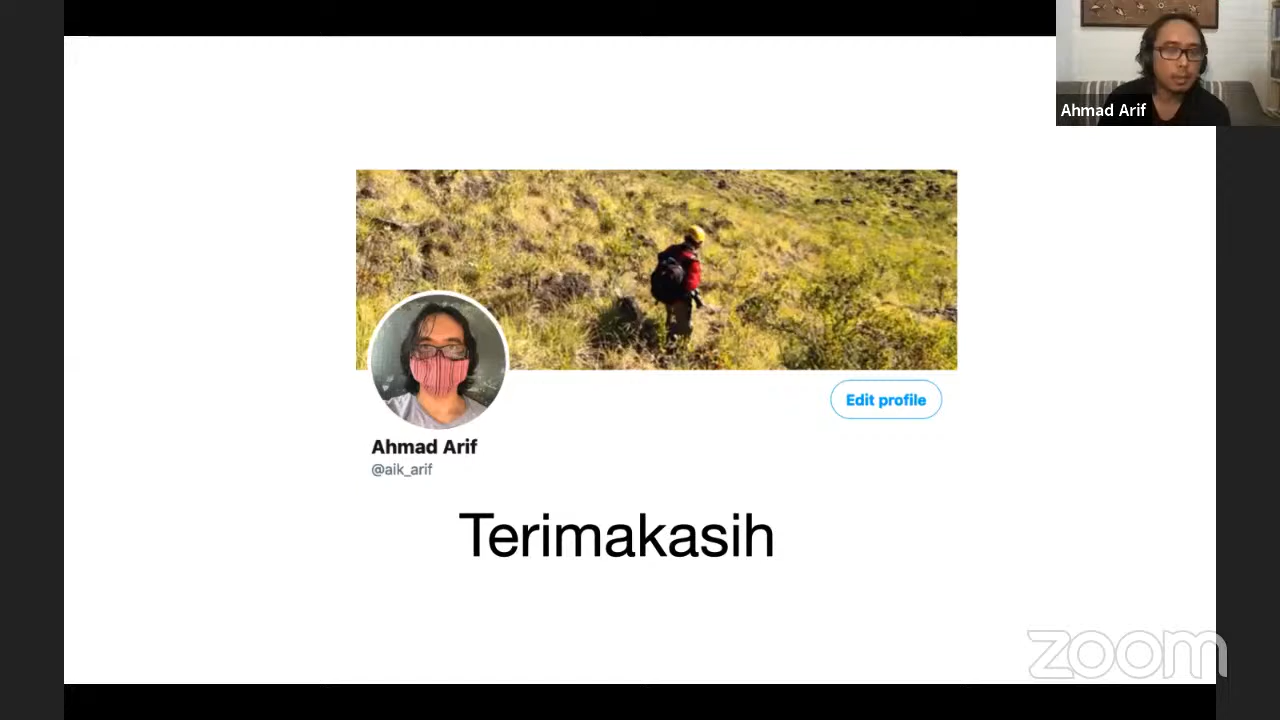 Ahmad Arif
Edit profile
Ahmad Arif
@aik_arif
Terimakasih
zoom